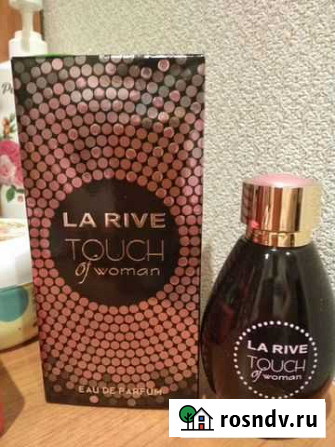 LA RIVE
TOUCH
of woman
EAU DE PARFUM
LA RIVE
TOUCH
of woman
rosndv.ru